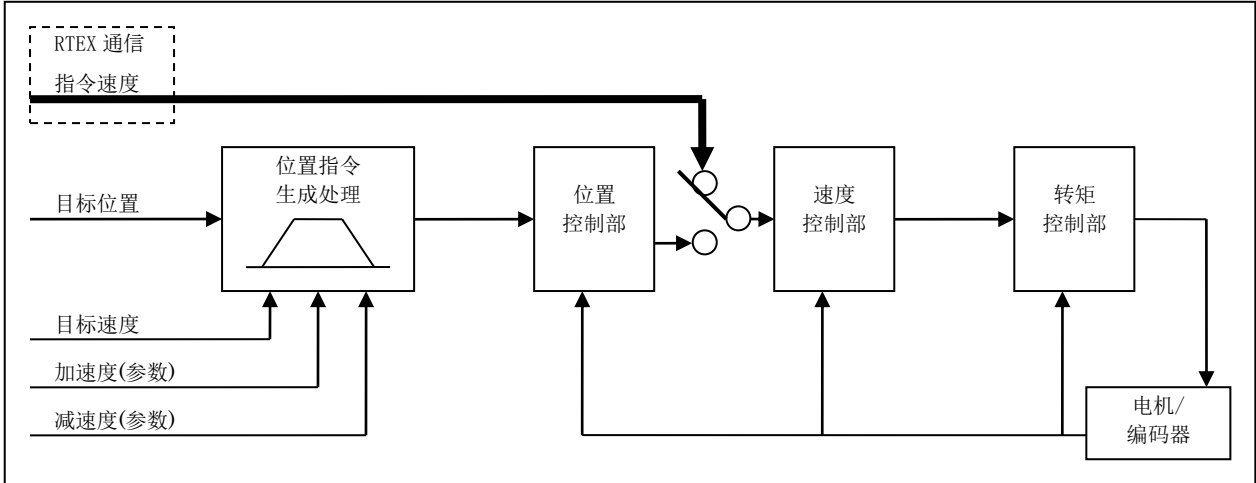 RTEX 通信
指令速度
位置指令
生成处理
目标位置
位置
控制部
速度
控制部
转矩
控制部
目标速度
加速度(参数)
减速度(参数)
电机/
编码器